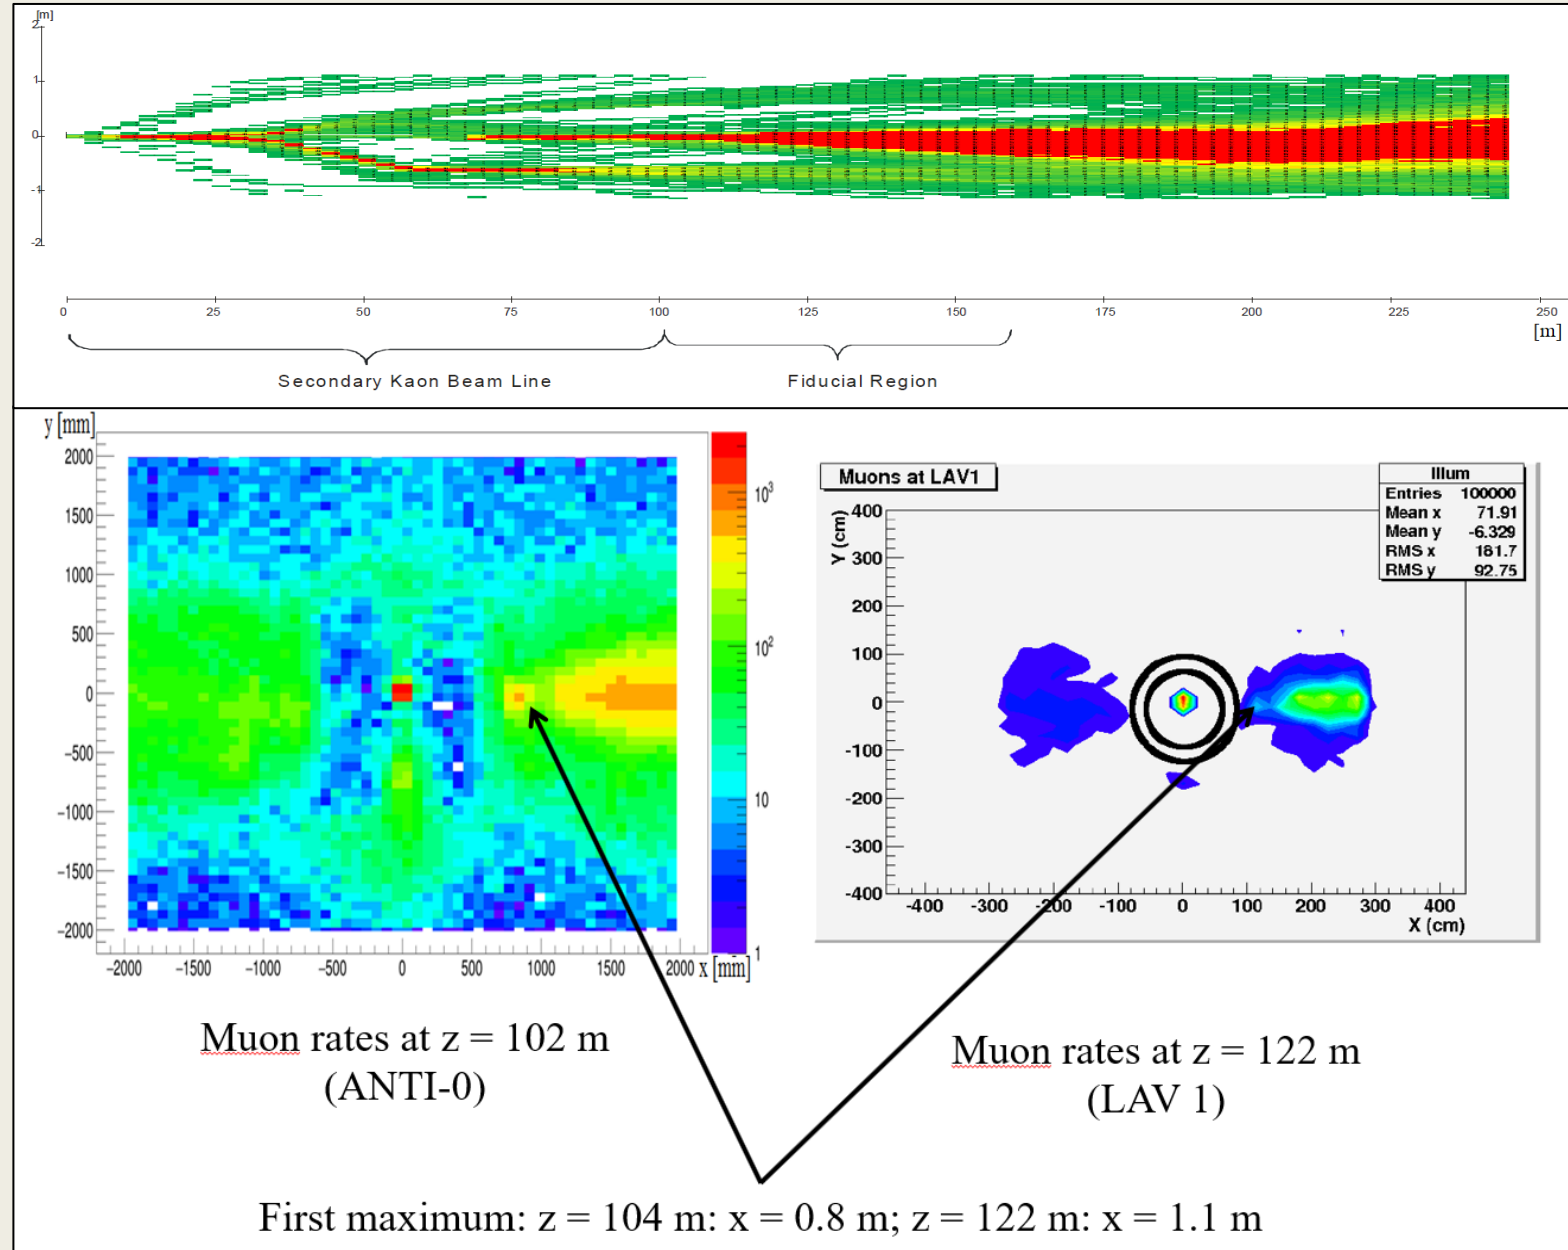 [m]
2
1
0
-1
-2
0 25 50 75 100 125 150 175 200 225 250
[m]
Secondary Kaon Beam Line
Fiducial Region
y [mm]
2000
1500
1000
500
0
−500
−1000
−1500
−2000
−2000 −1500 −1000 −500 0 500 1000 1500 2000 x [mm]
10³
10²
10
1
Muons at LAV1
Illum
Entries 100000
Mean x 71.91
Mean y -6.329
RMS x 181.7
RMS y 92.75
Y (cm)
400
300
200
100
0
-100
-200
-300
-400
-400 -300 -200 -100 0 100 200 300 400
X (cm)
Muon rates at z = 102 m
(ANTI-0)
Muon rates at z = 122 m
(LAV 1)
First maximum: z = 104 m: x = 0.8 m; z = 122 m: x = 1.1 m